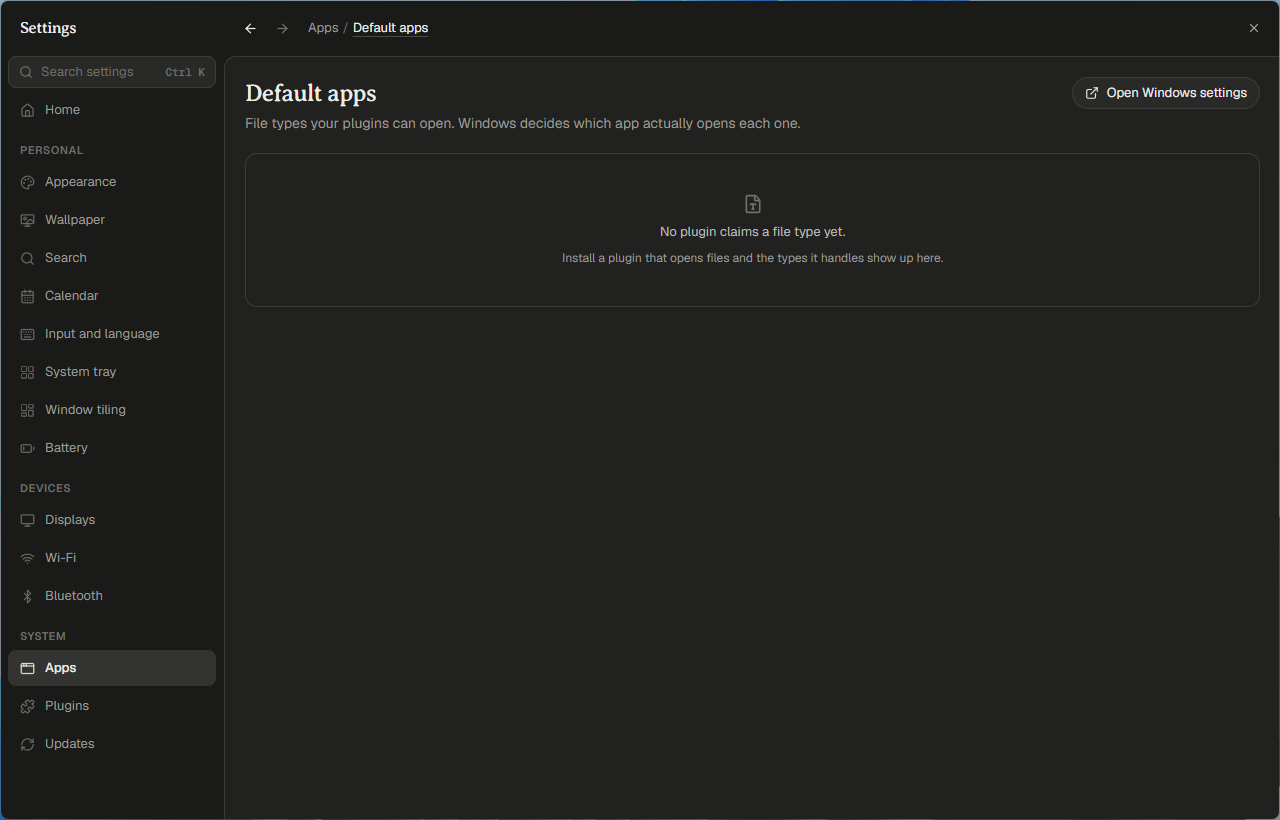 Settings
Apps / Default apps
Search settings Ctrl K
Home
PERSONAL
Appearance
Wallpaper
Search
Calendar
Input and language
System tray
Window tiling
Battery
DEVICES
Displays
Wi-Fi
Bluetooth
SYSTEM
Apps
Plugins
Updates
Default apps
Open Windows settings
File types your plugins can open. Windows decides which app actually opens each one.
No plugin claims a file type yet.
Install a plugin that opens files and the types it handles show up here.